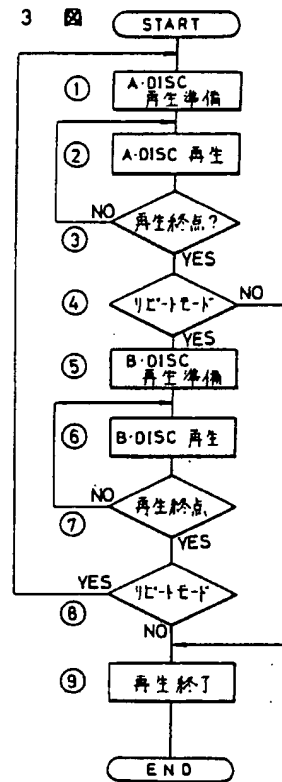 3 図
START
①
A・DISC
再生準備
②
A・DISC 再生
NO
再生終点?
③
YES
④
リピートモード
NO
YES
⑤
B・DISC
再生準備
⑥
B・DISC 再生
NO
再生終点
⑦
YES
YES
リピートモード
⑧
NO
⑨
再生終了
END